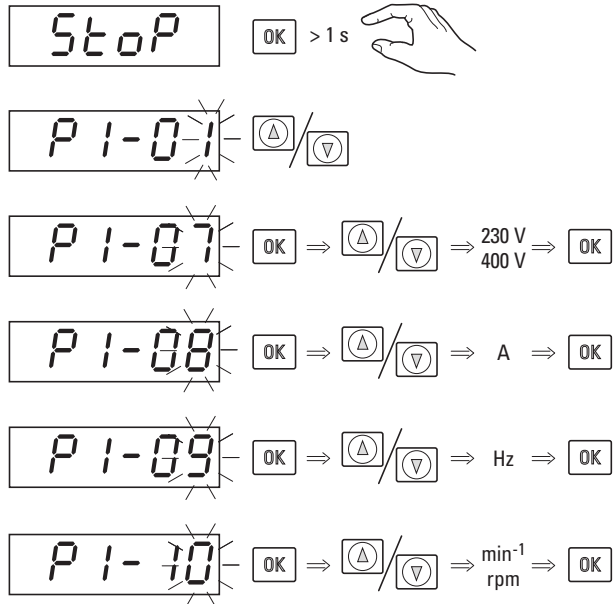 StoP OK > 1 s
P1-01
P1-07 OK ⇒ / ⇒ 230 V 400 V ⇒ OK
P1-08 OK ⇒ / ⇒ A ⇒ OK
P1-09 OK ⇒ / ⇒ Hz ⇒ OK
P1-10 OK ⇒ / ⇒ min-1 rpm ⇒ OK